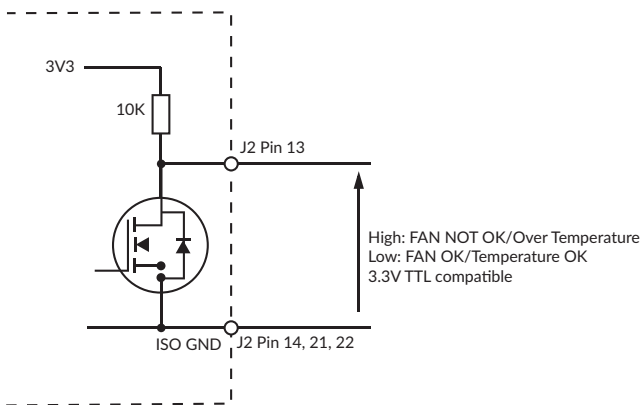 3V3
10K
J2 Pin 13
High: FAN NOT OK/Over Temperature
Low: FAN OK/Temperature OK
3.3V TTL compatible
ISO GND
J2 Pin 14, 21, 22